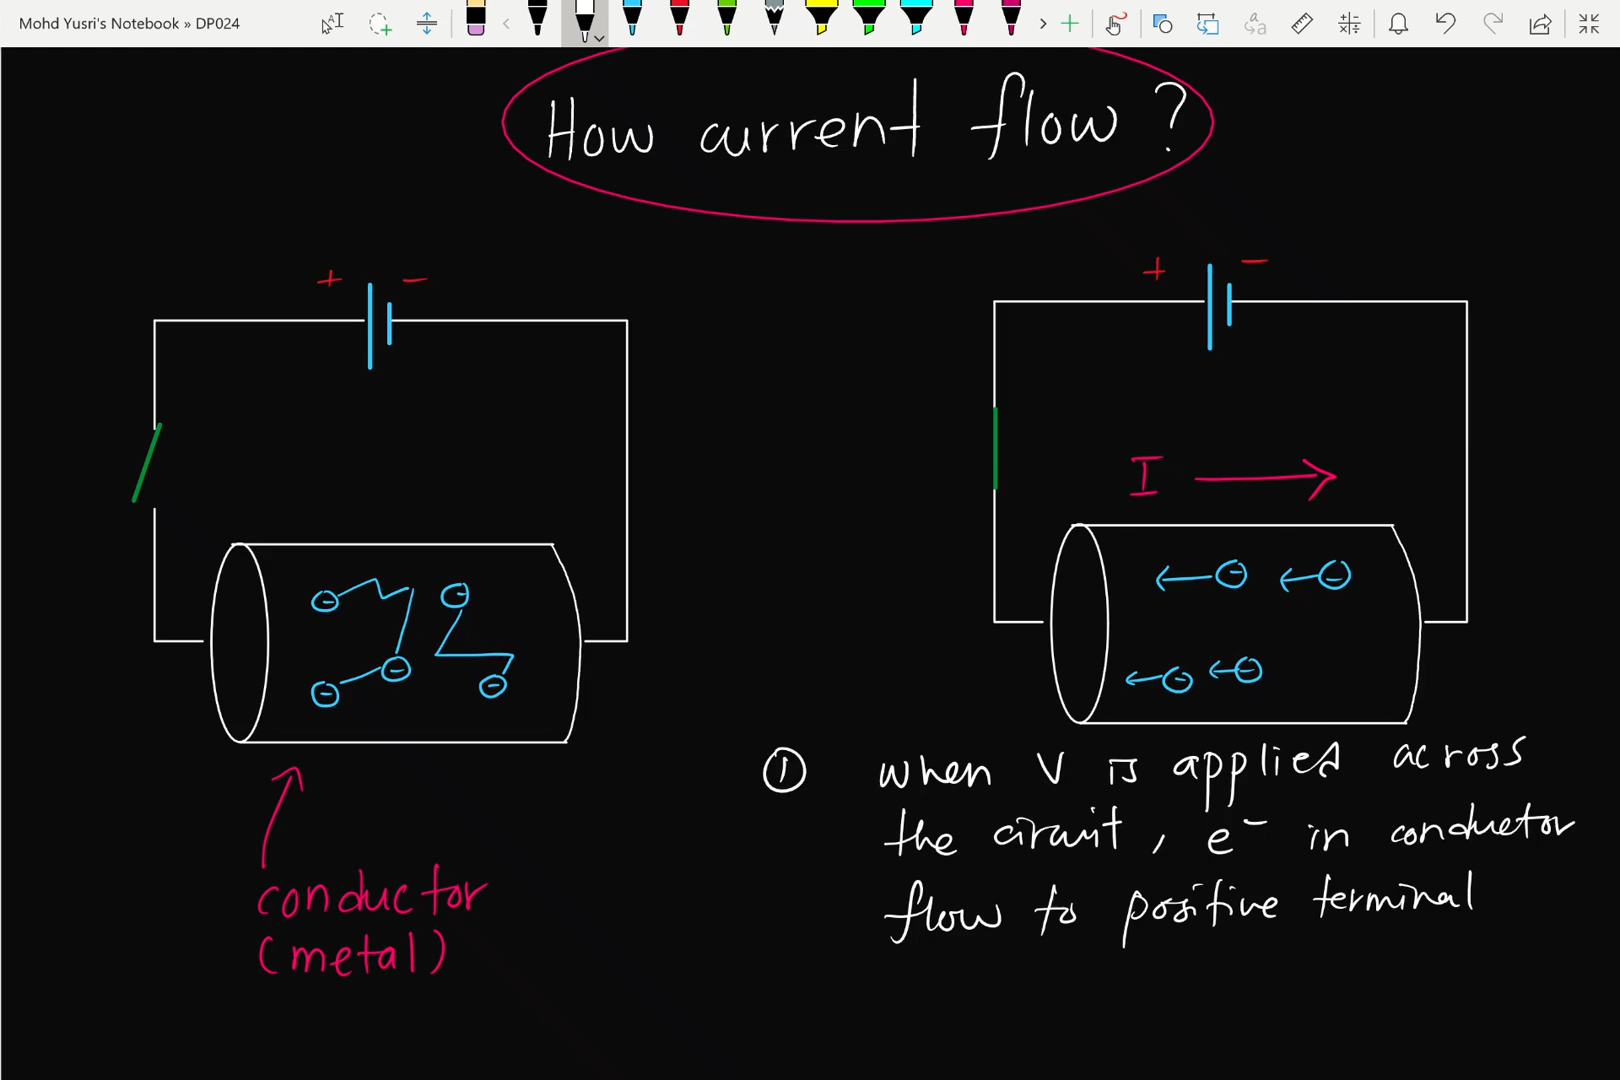 Mohd Yusri's Notebook » DP024
How current flow?
+ −
+ −
I
⊖ ⊖ ⊖ ⊖ ⊖
⊖ ⊖ ⊖ ⊖
conductor
(metal)
① when V is applied across
the circuit, e⁻ in conductor
flow to positive terminal